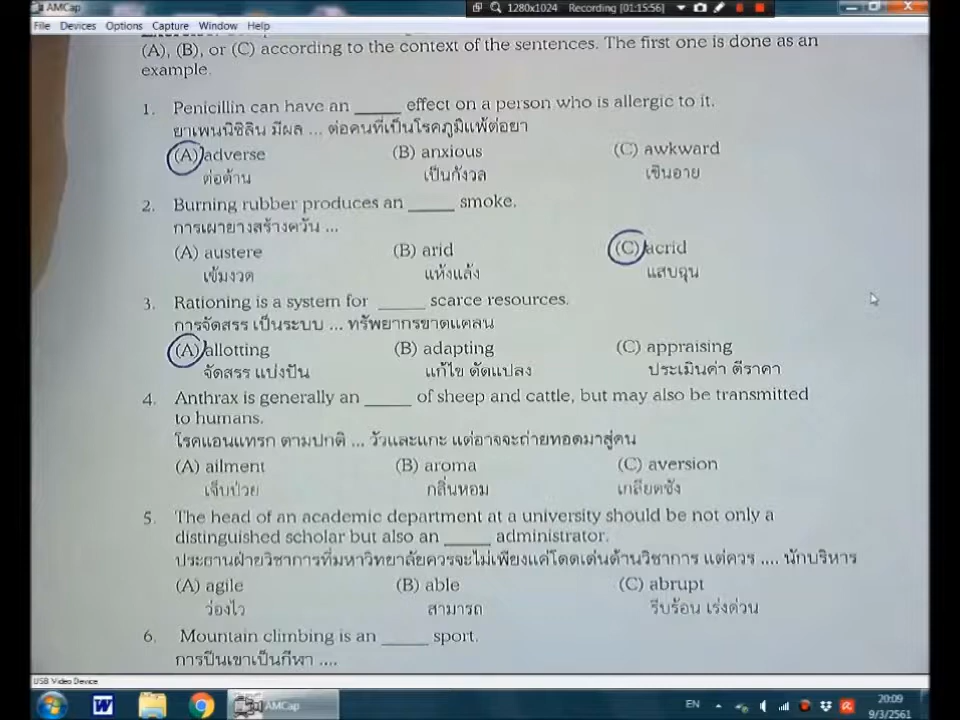 AMCap
1280x1024 Recording [01:15:56]
File Devices Options Capture Window Help
(A), (B), or (C) according to the context of the sentences. The first one is done as an
example.
1. Penicillin can have an _____ effect on a person who is allergic to it.
ยาเพนนิซิลิน มีผล ... ต่อคนที่เป็นโรคภูมิแพ้ต่อยา
(A) adverse (B) anxious (C) awkward
ต่อต้าน เป็นกังวล เขินอาย
2. Burning rubber produces an _____ smoke.
การเผายางสร้างควัน ...
(A) austere (B) arid (C) acrid
เข้มงวด แห้งแล้ง แสบฉุน
3. Rationing is a system for _____ scarce resources.
การจัดสรร เป็นระบบ ... ทรัพยากรขาดแคลน
(A) allotting (B) adapting (C) appraising
จัดสรร แบ่งปัน แก้ไข ดัดแปลง ประเมินค่า ตีราคา
4. Anthrax is generally an _____ of sheep and cattle, but may also be transmitted
to humans.
โรคแอนแทรก ตามปกติ ... วัวและแกะ แต่อาจจะถ่ายทอดมาสู่คน
(A) ailment (B) aroma (C) aversion
เจ็บป่วย กลิ่นหอม เกลียดชัง
5. The head of an academic department at a university should be not only a
distinguished scholar but also an _____ administrator.
ประธานฝ่ายวิชาการที่มหาวิทยาลัยควรจะไม่เพียงแค่โดดเด่นด้านวิชาการ แต่ควร .... นักบริหาร
(A) agile (B) able (C) abrupt
ว่องไว สามารถ รีบร้อน เร่งด่วน
6. Mountain climbing is an _____ sport.
การปีนเขาเป็นกีฬา ....
USB Video Device
AMCap EN 20:09
9/3/2561